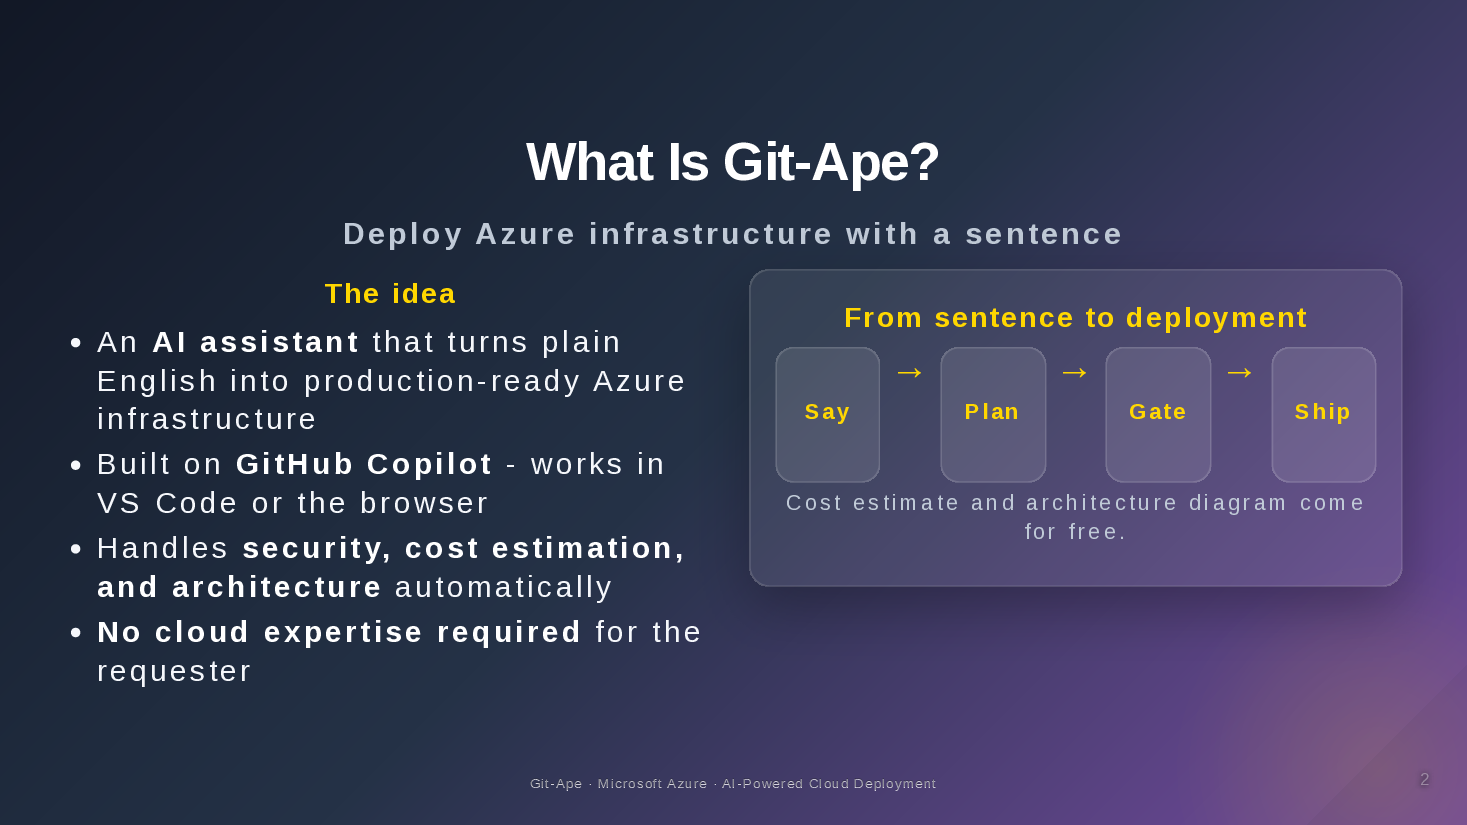 What Is Git-Ape?
Deploy Azure infrastructure with a sentence
The idea
• An AI assistant that turns plain
English into production-ready Azure
infrastructure
• Built on GitHub Copilot - works in
VS Code or the browser
• Handles security, cost estimation,
and architecture automatically
• No cloud expertise required for the
requester
From sentence to deployment
Say → Plan → Gate → Ship
Cost estimate and architecture diagram come
for free.
Git-Ape · Microsoft Azure · AI-Powered Cloud Deployment
2